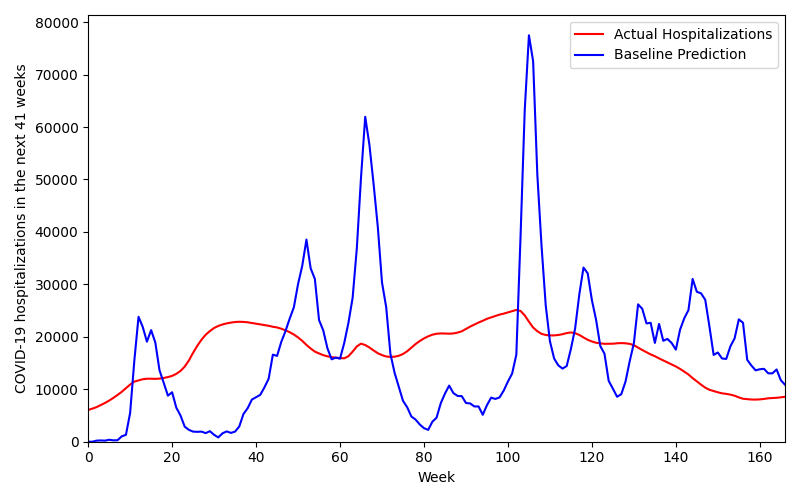 COVID-19 hospitalizations in the next 41 weeks
80000
70000
60000
50000
40000
30000
20000
10000
0
Actual Hospitalizations
Baseline Prediction
0 20 40 60 80 100 120 140 160
Week